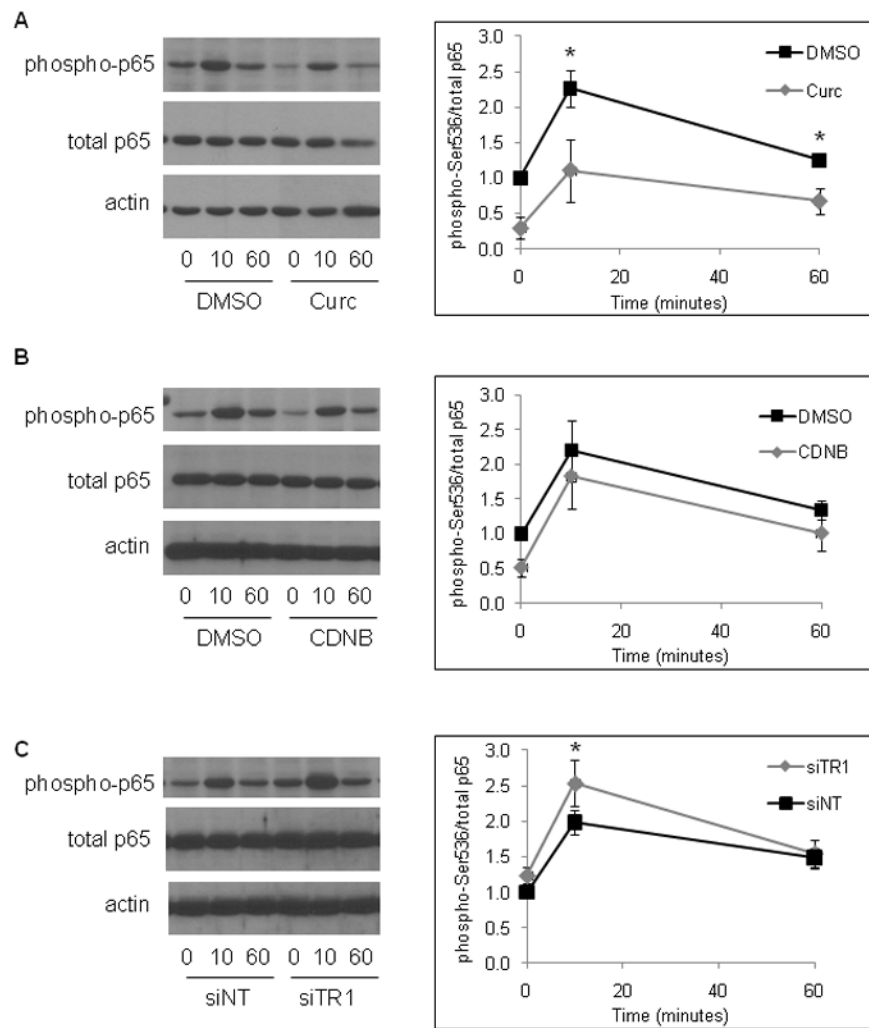 A
phospho-p65
total p65
actin
0 10 60 0 10 60
DMSO Curc
phospho-Ser536/total p65
3.0
2.5
2.0
1.5
1.0
0.5
0.0
* *
DMSO
Curc
0 20 40 60
Time (minutes)
B
phospho-p65
total p65
actin
0 10 60 0 10 60
DMSO CDNB
phospho-Ser536/total p65
3.0
2.5
2.0
1.5
1.0
0.5
0.0
DMSO
CDNB
0 20 40 60
Time (minutes)
C
phospho-p65
total p65
actin
0 10 60 0 10 60
siNT siTR1
phospho-Ser536/total p65
3.0
2.5
2.0
1.5
1.0
0.5
0.0
*
siTR1
siNT
0 20 40 60
Time (minutes)